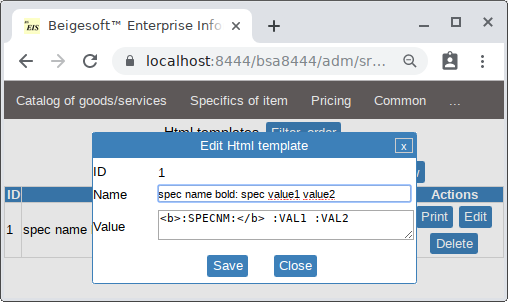 EIS Beigesoft™ Enterprise Info
localhost:8444/bsa8444/adm/sr...
Catalog of goods/services Specifics of item Pricing Common ...
Html templates Filter, order
Edit Html template x
ID 1
Name spec name bold: spec value1 value2
Value <b>:SPECNM:</b> :VAL1 :VAL2
Save Close
ID Actions
1 spec name Print Edit
Delete